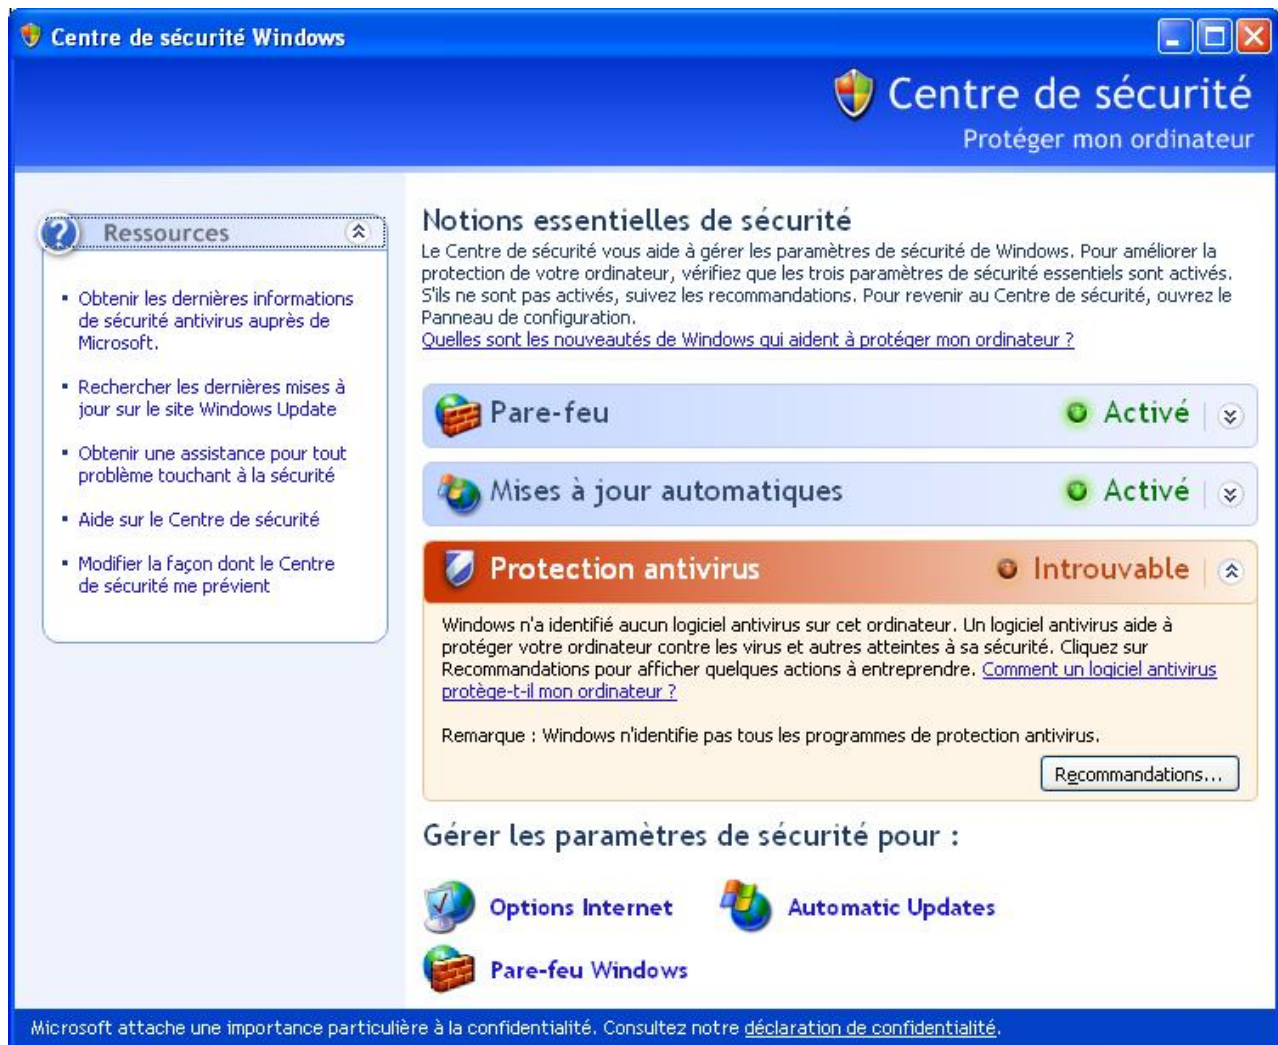 Centre de sécurité Windows
Centre de sécurité
Protéger mon ordinateur
Ressources
▪ Obtenir les dernières informations
de sécurité antivirus auprès de
Microsoft.
▪ Rechercher les dernières mises à
jour sur le site Windows Update
▪ Obtenir une assistance pour tout
problème touchant à la sécurité
▪ Aide sur le Centre de sécurité
▪ Modifier la façon dont le Centre
de sécurité me prévient
Notions essentielles de sécurité
Le Centre de sécurité vous aide à gérer les paramètres de sécurité de Windows. Pour améliorer la
protection de votre ordinateur, vérifiez que les trois paramètres de sécurité essentiels sont activés.
S'ils ne sont pas activés, suivez les recommandations. Pour revenir au Centre de sécurité, ouvrez le
Panneau de configuration.
Quelles sont les nouveautés de Windows qui aident à protéger mon ordinateur ?
Pare-feu Activé
Mises à jour automatiques Activé
Protection antivirus Introuvable
Windows n'a identifié aucun logiciel antivirus sur cet ordinateur. Un logiciel antivirus aide à
protéger votre ordinateur contre les virus et autres atteintes à sa sécurité. Cliquez sur
Recommandations pour afficher quelques actions à entreprendre. Comment un logiciel antivirus
protège-t-il mon ordinateur ?
Remarque : Windows n'identifie pas tous les programmes de protection antivirus.
Recommandations...
Gérer les paramètres de sécurité pour :
Options Internet Automatic Updates
Pare-feu Windows
Microsoft attache une importance particulière à la confidentialité. Consultez notre déclaration de confidentialité.